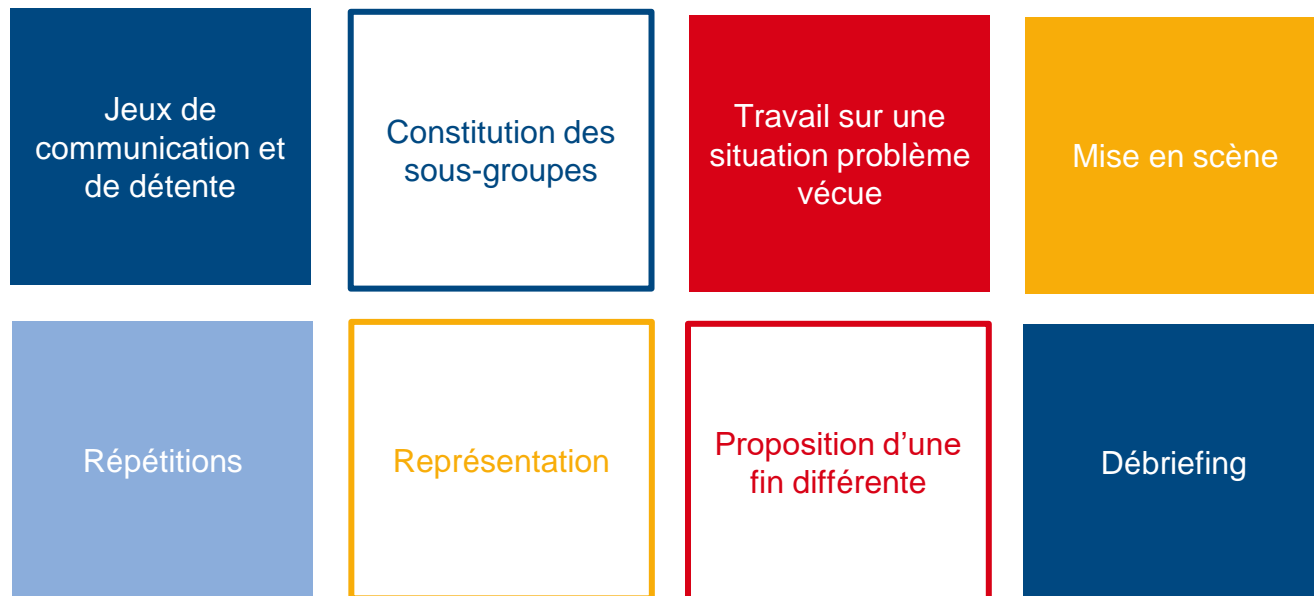 Jeux de
communication et
de détente
Constitution des
sous-groupes
Travail sur une
situation problème
vécue
Mise en scène
Répétitions
Représentation
Proposition d’une
fin différente
Débriefing